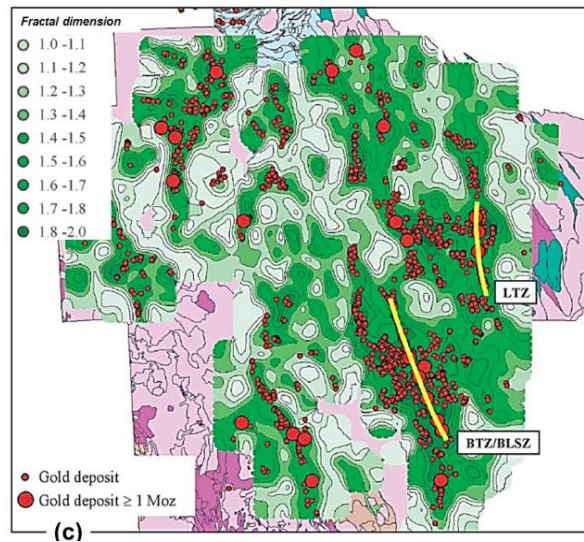 Fractal dimension
1.0 -1.1
1.1 -1.2
1.2 -1.3
1.3 -1.4
1.4 -1.5
1.5 -1.6
1.6 -1.7
1.7 -1.8
1.8 -2.0
LTZ
BTZ/BLSZ
Gold deposit
Gold deposit ≥ 1 Moz
(c)